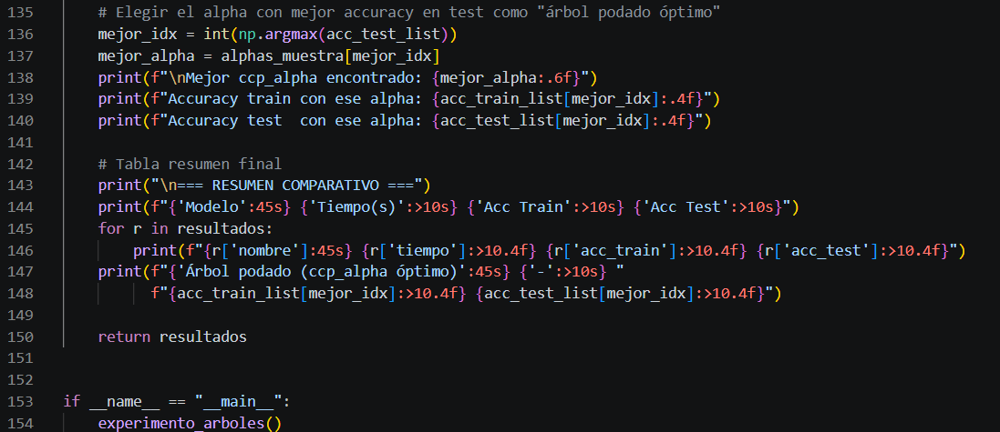 135 # Elegir el alpha con mejor accuracy en test como "árbol podado óptimo"
136 mejor_idx = int(np.argmax(acc_test_list))
137 mejor_alpha = alphas_muestra[mejor_idx]
138 print(f"\nMejor ccp_alpha encontrado: {mejor_alpha:.6f}")
139 print(f"Accuracy train con ese alpha: {acc_train_list[mejor_idx]:.4f}")
140 print(f"Accuracy test  con ese alpha: {acc_test_list[mejor_idx]:.4f}")
141
142 # Tabla resumen final
143 print("\n=== RESUMEN COMPARATIVO ===")
144 print(f"{'Modelo':45s} {'Tiempo(s)':>10s} {'Acc Train':>10s} {'Acc Test':>10s}")
145 for r in resultados:
146     print(f"{r['nombre']:45s} {r['tiempo']:>10.4f} {r['acc_train']:>10.4f} {r['acc_test']:>10.4f}")
147 print(f"{'Árbol podado (ccp_alpha óptimo)':45s} {'-':>10s} "
148       f"{acc_train_list[mejor_idx]:>10.4f} {acc_test_list[mejor_idx]:>10.4f}")
149
150 return resultados
151
152
153 if __name__ == "__main__":
154     experimento_arboles()